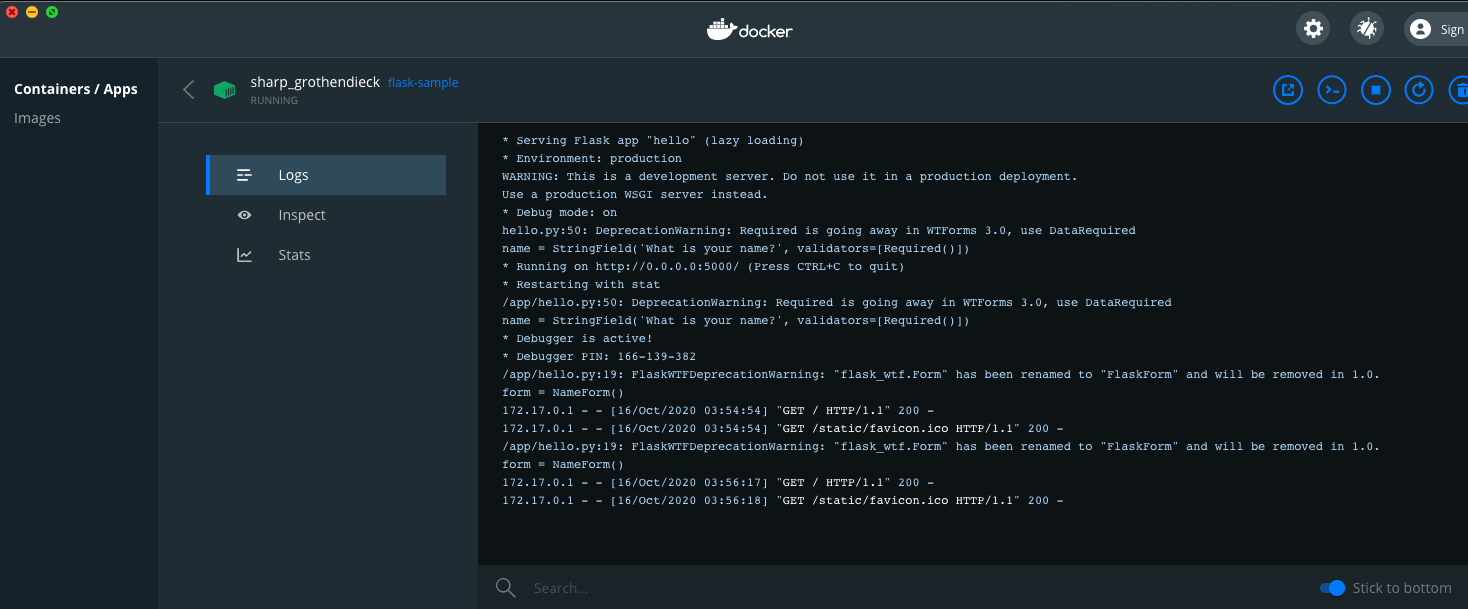 docker
Sign
Containers / Apps
Images
sharp_grothendieck flask-sample
RUNNING
Logs
Inspect
Stats
* Serving Flask app "hello" (lazy loading)
* Environment: production
WARNING: This is a development server. Do not use it in a production deployment.
Use a production WSGI server instead.
* Debug mode: on
hello.py:50: DeprecationWarning: Required is going away in WTForms 3.0, use DataRequired
name = StringField('What is your name?', validators=[Required()])
* Running on http://0.0.0.0:5000/ (Press CTRL+C to quit)
* Restarting with stat
/app/hello.py:50: DeprecationWarning: Required is going away in WTForms 3.0, use DataRequired
name = StringField('What is your name?', validators=[Required()])
* Debugger is active!
* Debugger PIN: 166-139-382
/app/hello.py:19: FlaskWTFDeprecationWarning: "flask_wtf.Form" has been renamed to "FlaskForm" and will be removed in 1.0.
form = NameForm()
172.17.0.1 - - [16/Oct/2020 03:54:54] "GET / HTTP/1.1" 200 -
172.17.0.1 - - [16/Oct/2020 03:54:54] "GET /static/favicon.ico HTTP/1.1" 200 -
/app/hello.py:19: FlaskWTFDeprecationWarning: "flask_wtf.Form" has been renamed to "FlaskForm" and will be removed in 1.0.
form = NameForm()
172.17.0.1 - - [16/Oct/2020 03:56:17] "GET / HTTP/1.1" 200 -
172.17.0.1 - - [16/Oct/2020 03:56:18] "GET /static/favicon.ico HTTP/1.1" 200 -
Search...
Stick to bottom